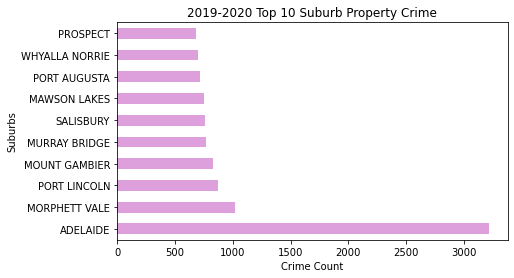 2019-2020 Top 10 Suburb Property Crime
PROSPECT
WHYALLA NORRIE
PORT AUGUSTA
MAWSON LAKES
SALISBURY
MURRAY BRIDGE
MOUNT GAMBIER
PORT LINCOLN
MORPHETT VALE
ADELAIDE
Suburbs
0 500 1000 1500 2000 2500 3000
Crime Count